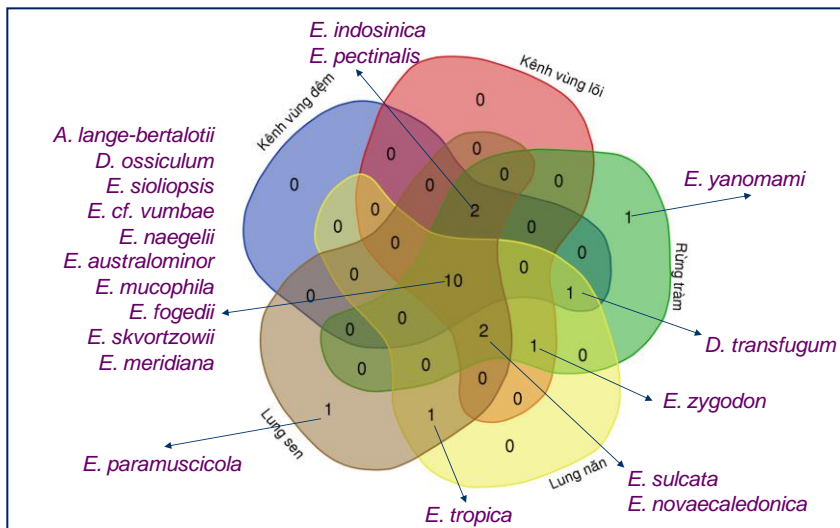 E. indosinica
E. pectinalis
Kênh vùng đệm
Kênh vùng lõi
A. lange-bertalotii
D. ossiculum
E. sioliopsis
E. cf. vumbae
E. naegelii
E. australominor
E. mucophila
E. fogedii
E. skvortzowii
E. meridiana
0
0
0
0
0
0
0
E. yanomami
1
2
0
0
0
0
0
0
Rừng tràm
0
10
0
1
0
0
0
0
2
1
0
D. transfugum
0
0
0
0
E. zygodon
1
1
0
Lung sen
Lung năn
E. paramuscicola
E. tropica
E. sulcata
E. novaecaledonica